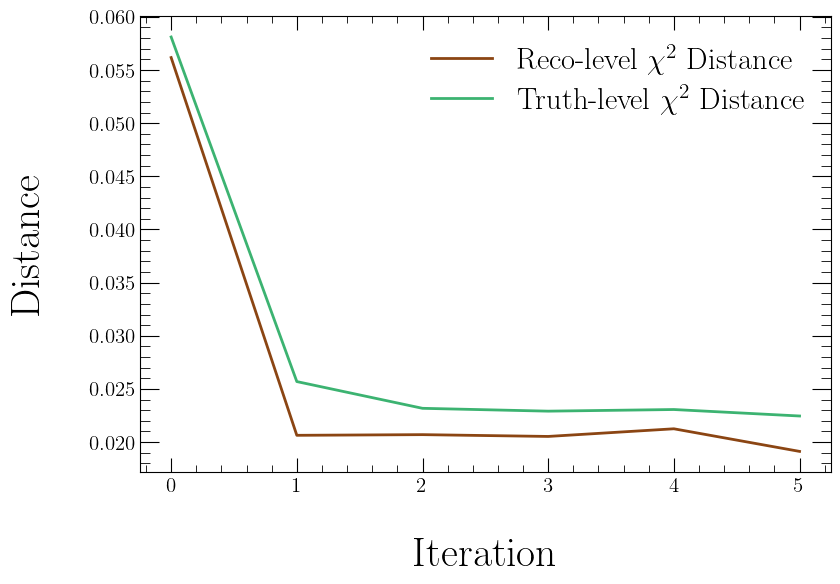 0.060
0.055
0.050
0.045
0.040
0.035
0.030
0.025
0.020
Distance
Reco-level χ² Distance
Truth-level χ² Distance
0 1 2 3 4 5
Iteration